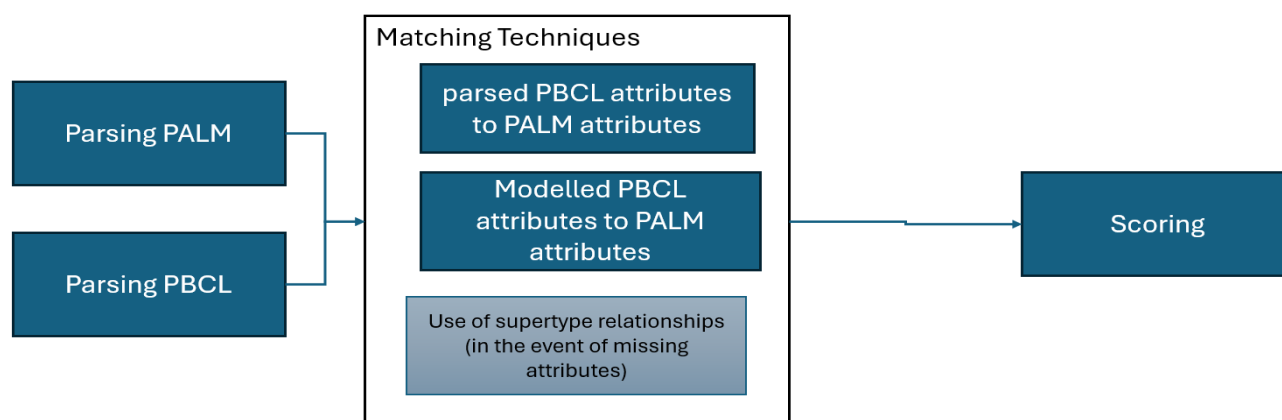 Matching Techniques
Parsing PALM
Parsing PBCL
parsed PBCL attributes
to PALM attributes
Modelled PBCL
attributes to PALM
attributes
Use of supertype relationships
(in the event of missing
attributes)
Scoring